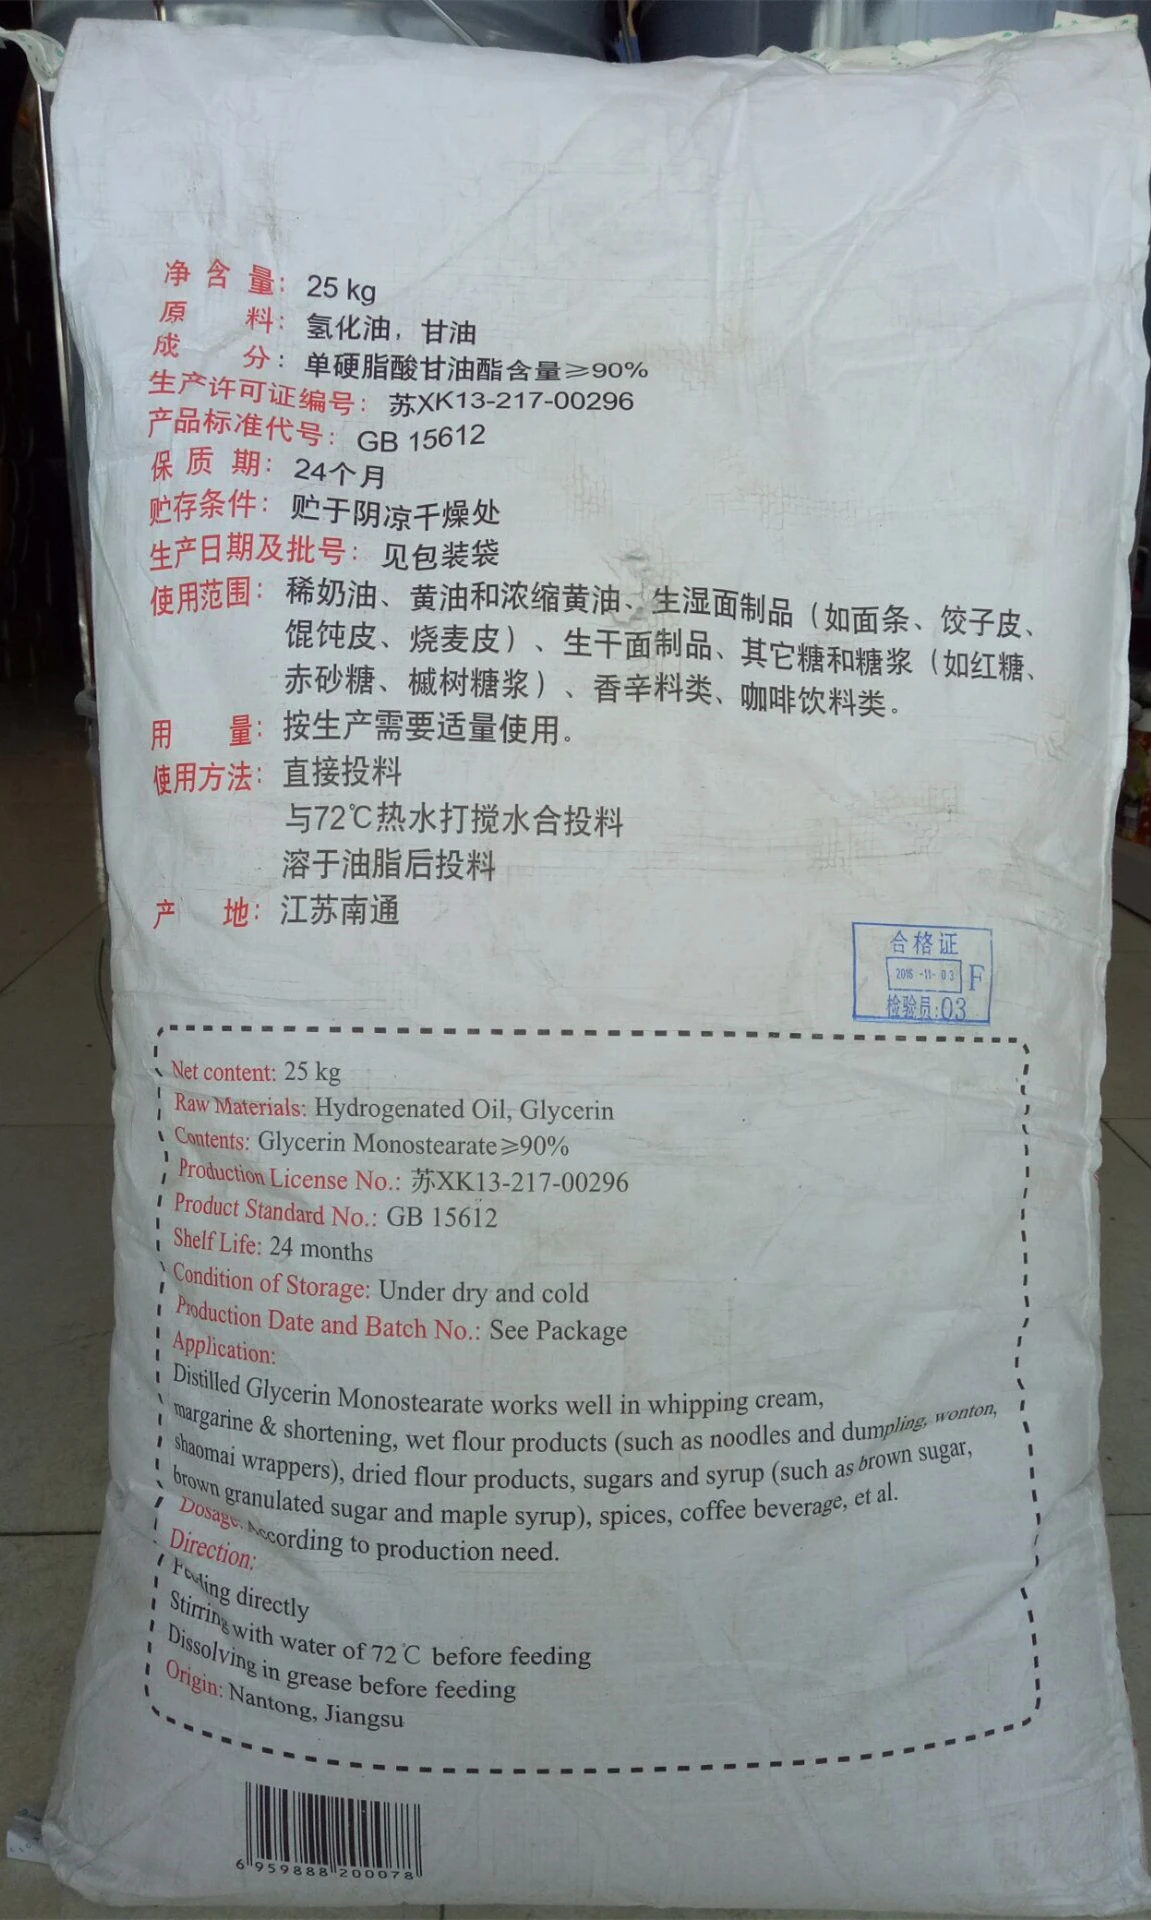 净含量：25 kg
原料：氢化油，甘油
成分：单硬脂酸甘油酯含量≥90%
生产许可证编号：苏XK13-217-00296
产品标准代号：GB 15612
保质期：24个月
贮存条件：贮于阴凉干燥处
生产日期及批号：见包装袋
使用范围：稀奶油、黄油和浓缩黄油、生湿面制品（如面条、饺子皮、
馄饨皮、烧麦皮）、生干面制品、其它糖和糖浆（如红糖、
赤砂糖、槭树糖浆）、香辛料类、咖啡饮料类。
用量：按生产需要适量使用。
使用方法：直接投料
与72℃热水打搅水合投料
溶于油脂后投料
产地：江苏南通
合格证
2016-11-03 F
检验员:03
Net content: 25 kg
Raw Materials: Hydrogenated Oil, Glycerin
Contents: Glycerin Monostearate≥90%
Production License No.: 苏XK13-217-00296
Product Standard No.: GB 15612
Shelf Life: 24 months
Condition of Storage: Under dry and cold
Production Date and Batch No.: See Package
Application:
Distilled Glycerin Monostearate works well in whipping cream,
margarine & shortening, wet flour products (such as noodles and dumpling, wonton,
shaomai wrappers), dried flour products, sugars and syrup (such as brown sugar,
brown granulated sugar and maple syrup), spices, coffee beverage, et al.
Dosage: According to production need.
Direction:
Feeding directly
Stirring with water of 72℃ before feeding
Dissolving in grease before feeding
Origin: Nantong, Jiangsu
6 959888 200078